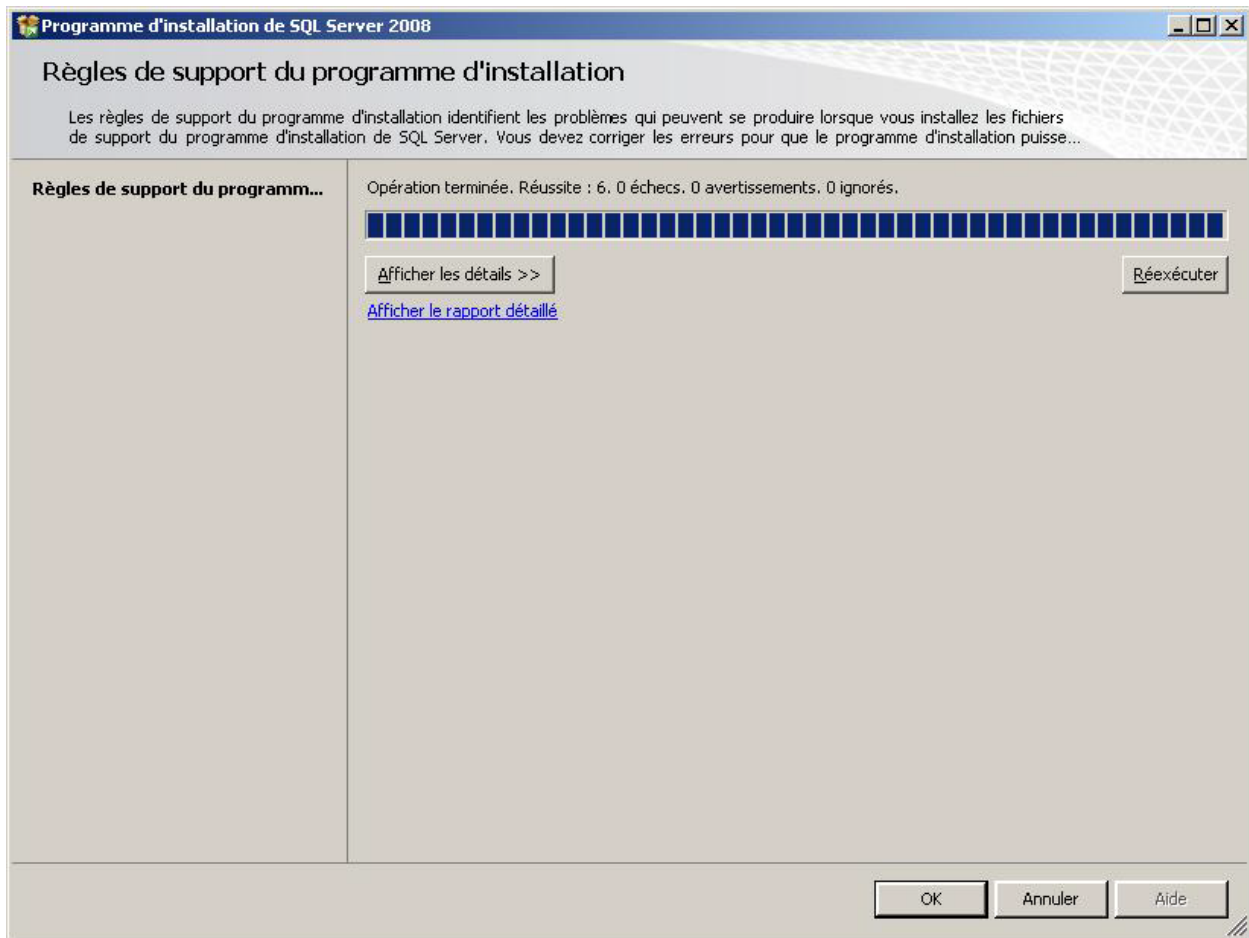 Programme d'installation de SQL Server 2008
Règles de support du programme d'installation
Les règles de support du programme d'installation identifient les problèmes qui peuvent se produire lorsque vous installez les fichiers
de support du programme d'installation de SQL Server. Vous devez corriger les erreurs pour que le programme d'installation puisse...
Règles de support du programm...
Opération terminée. Réussite : 6. 0 échecs. 0 avertissements. 0 ignorés.
Afficher les détails >>
Réexécuter
Afficher le rapport détaillé
OK
Annuler
Aide